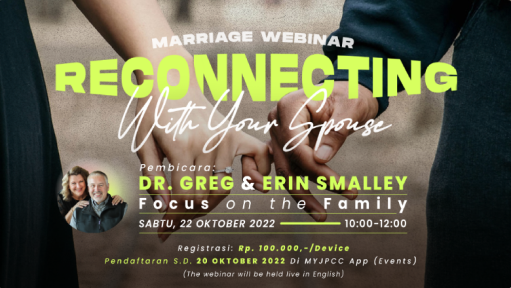 MARRIAGE WEBINAR
RECONNECTING
With Your Spouse
Pembicara:
DR. GREG & ERIN SMALLEY
Focus on the Family
SABTU, 22 OKTOBER 2022 10:00-12:00
Registrasi: Rp. 100.000,-/Device
Pendaftaran S.D. 20 OKTOBER 2022 Di MYJPCC App (Events)
(The webinar will be held live in English)